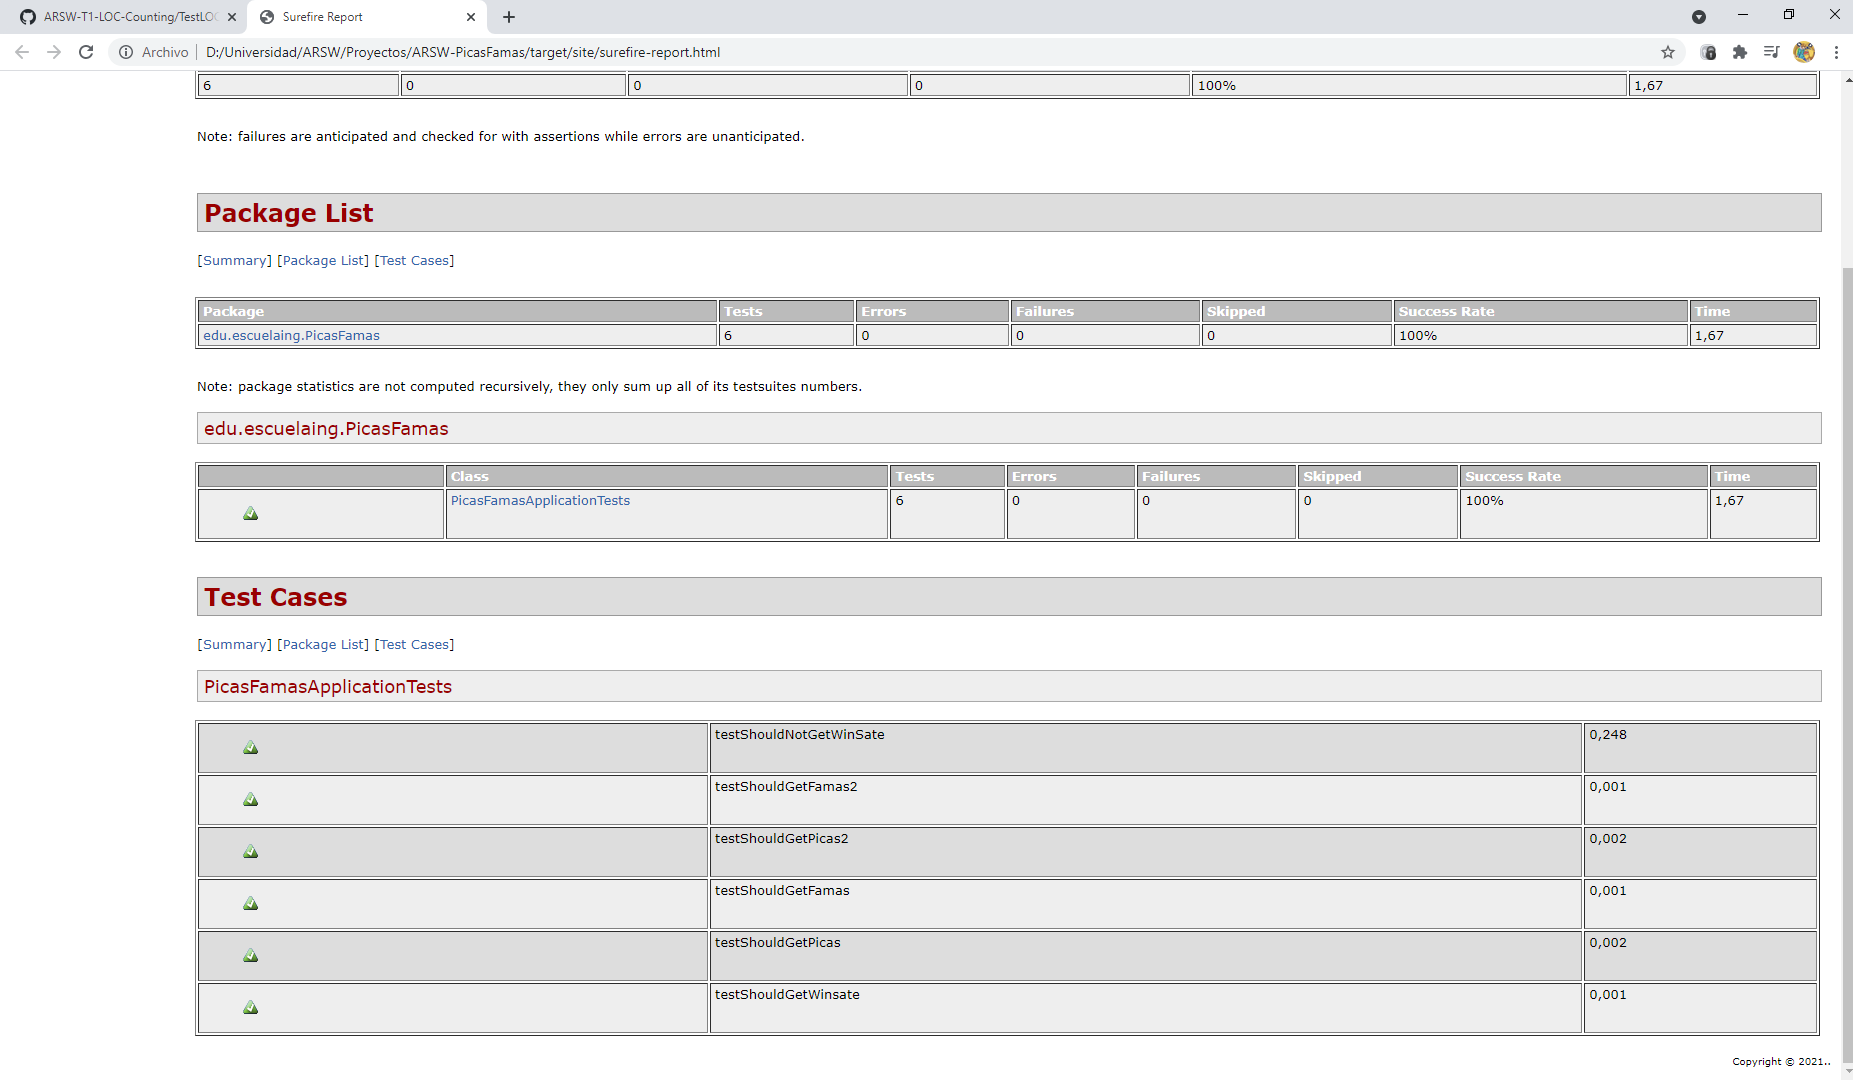 ARSW-T1-LOC-Counting/TestLOC
Surefire Report
Archivo D:/Universidad/ARSW/Proyectos/ARSW-PicasFamas/target/site/surefire-report.html
6 0 0 0 100% 1,67
Note: failures are anticipated and checked for with assertions while errors are unanticipated.
Package List
[Summary] [Package List] [Test Cases]
Package Tests Errors Failures Skipped Success Rate Time
edu.escuelaing.PicasFamas 6 0 0 0 100% 1,67
Note: package statistics are not computed recursively, they only sum up all of its testsuites numbers.
edu.escuelaing.PicasFamas
Class Tests Errors Failures Skipped Success Rate Time
PicasFamasApplicationTests 6 0 0 0 100% 1,67
Test Cases
[Summary] [Package List] [Test Cases]
PicasFamasApplicationTests
testShouldNotGetWinSate 0,248
testShouldGetFamas2 0,001
testShouldGetPicas2 0,002
testShouldGetFamas 0,001
testShouldGetPicas 0,002
testShouldGetWinsate 0,001
Copyright © 2021..